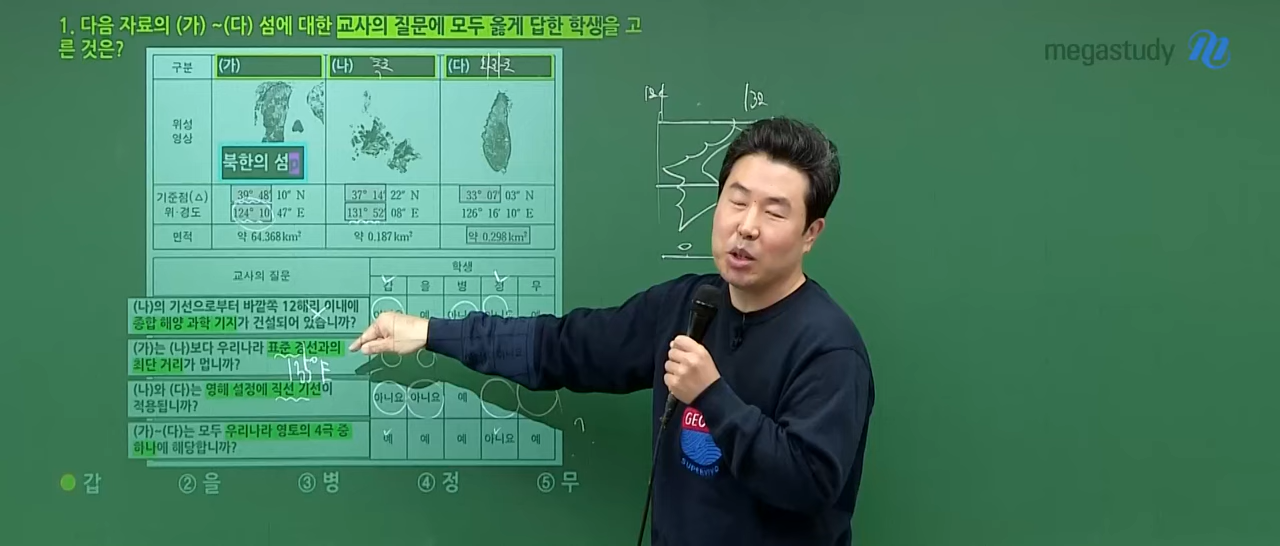 1. 다음 자료의 (가) ~(다) 섬에 대한 교사의 질문에 모두 옳게 답한 학생을 고
른 것은?
megastudy
구분 (가) (나) 독도 (다)
124 132
위성
영상
북한의 섬
기준점(△) 39° 48′ 10″ N 37° 14′ 22″ N 33° 07′ 03″ N
위·경도 124° 10′ 47″ E 131° 52′ 08″ E 126° 16′ 10″ E
면적 약 64.368km² 약 0.187km² 약 0.298km²
교사의 질문 학생
갑 을 병 정 무
(나)의 기선으로부터 바깥쪽 12해리 이내에
종합 해양 과학 기지가 건설되어 있습니까?
(가)는 (나)보다 우리나라 표준 경선과의
최단 거리가 멉니까?
135°
(나)와 (다)는 영해 설정에 직선 기선이
적용됩니까? 아니요 아니요 예
(가)~(다)는 모두 우리나라 영토의 4극 중
하나에 해당합니까? 예 예 예 아니요 예
갑 ② 을 ③ 병 ④ 정 ⑤ 무
GEO